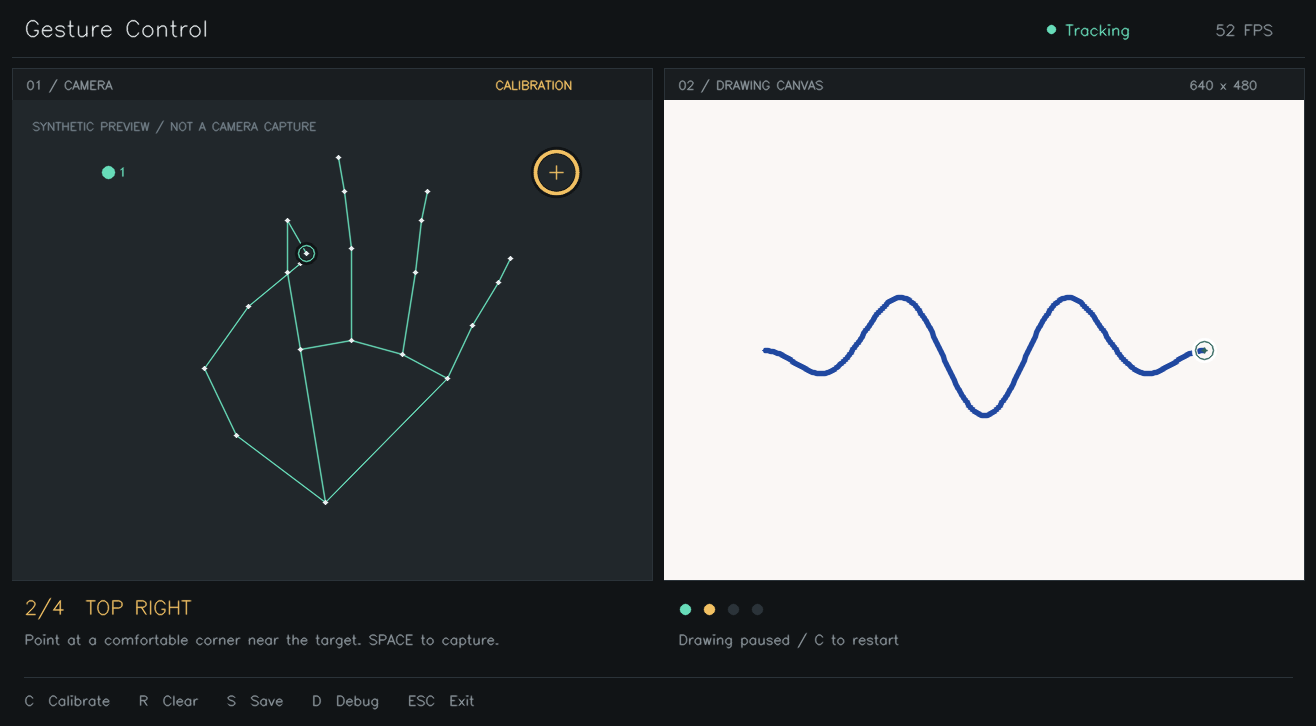 Gesture Control
Tracking
52 FPS
01 / CAMERA
CALIBRATION
02 / DRAWING CANVAS
640 x 480
SYNTHETIC PREVIEW / NOT A CAMERA CAPTURE
1
2/4 TOP RIGHT
Point at a comfortable corner near the target. SPACE to capture.
Drawing paused / C to restart
C Calibrate R Clear S Save D Debug ESC Exit